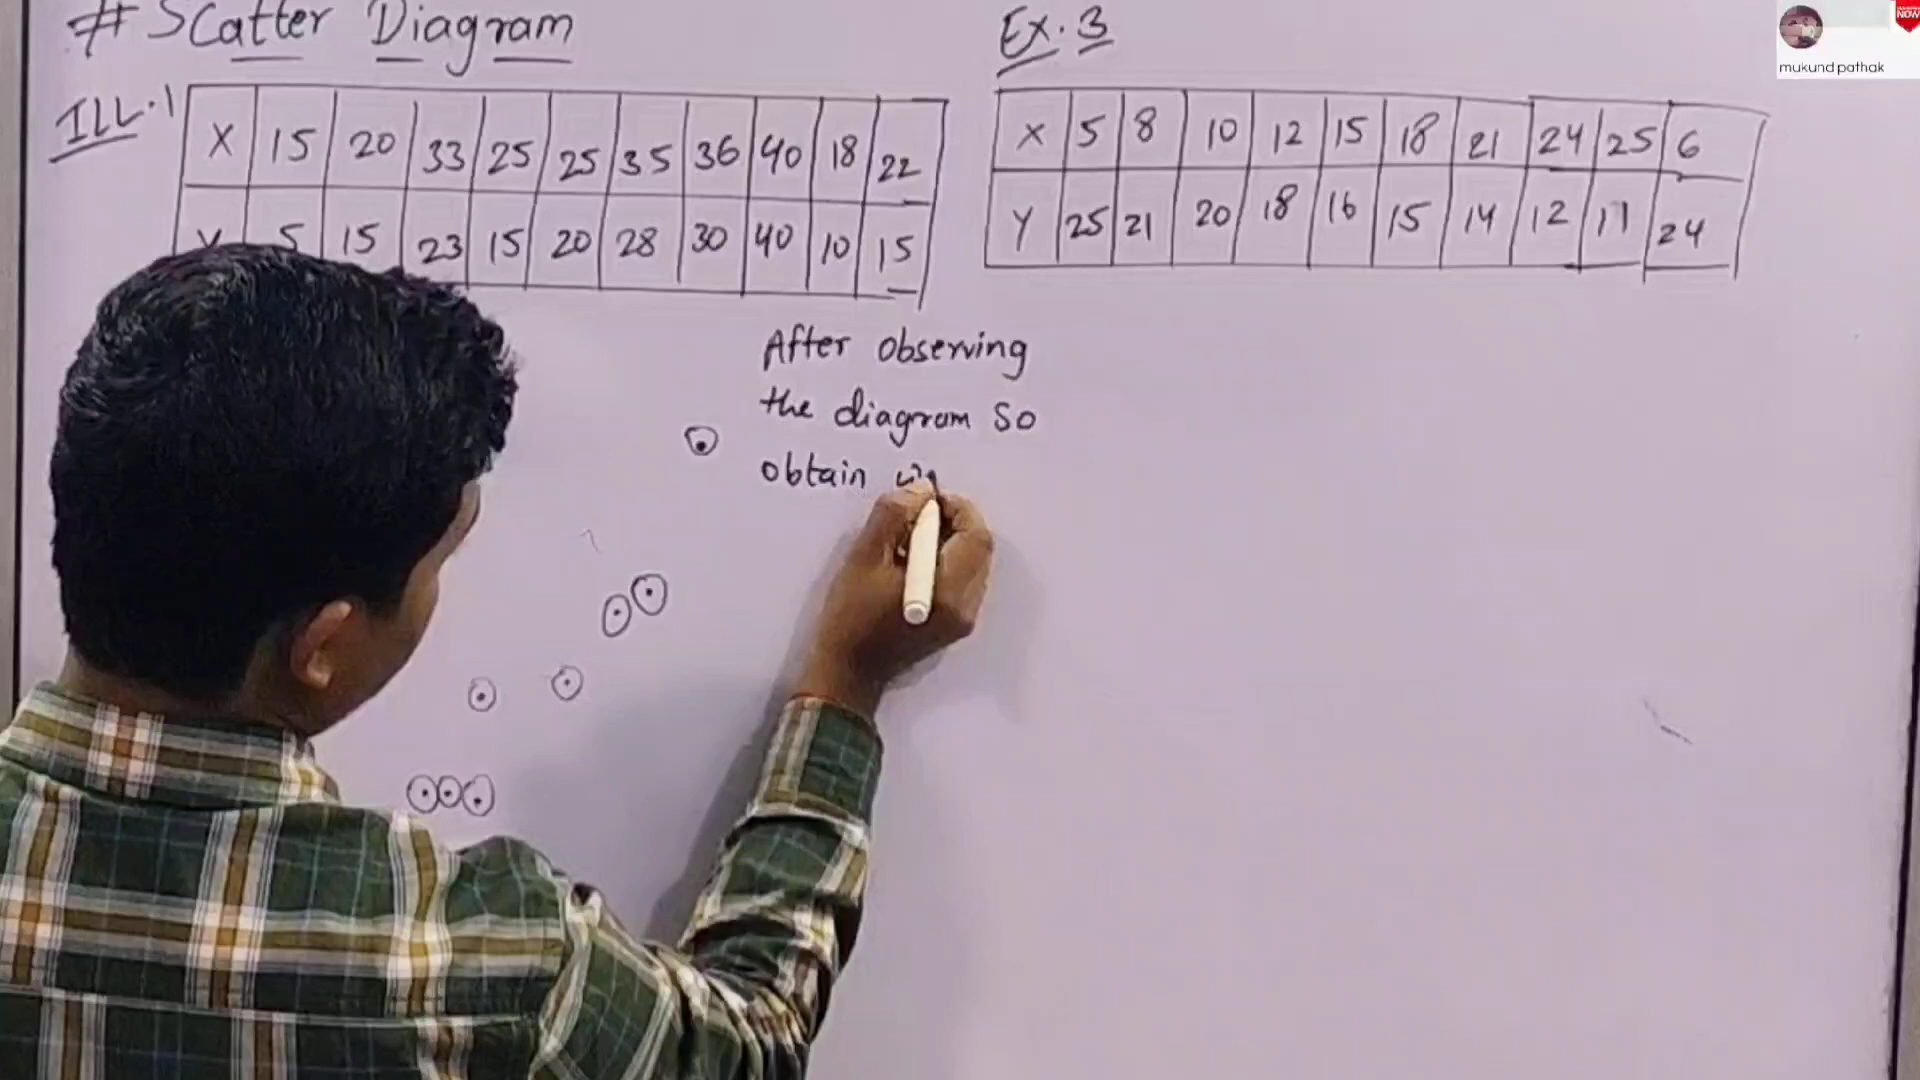 # Scatter Diagram
ILL.1
X 15 20 33 25 25 35 36 40 18 22
Y 5 15 23 15 20 28 30 40 10 15
After observing
the diagram so
obtain
Ex. 3
X 5 8 10 12 15 18 21 24 25 6
Y 25 21 20 18 16 15 14 12 11 24
mukund pathak
NOW